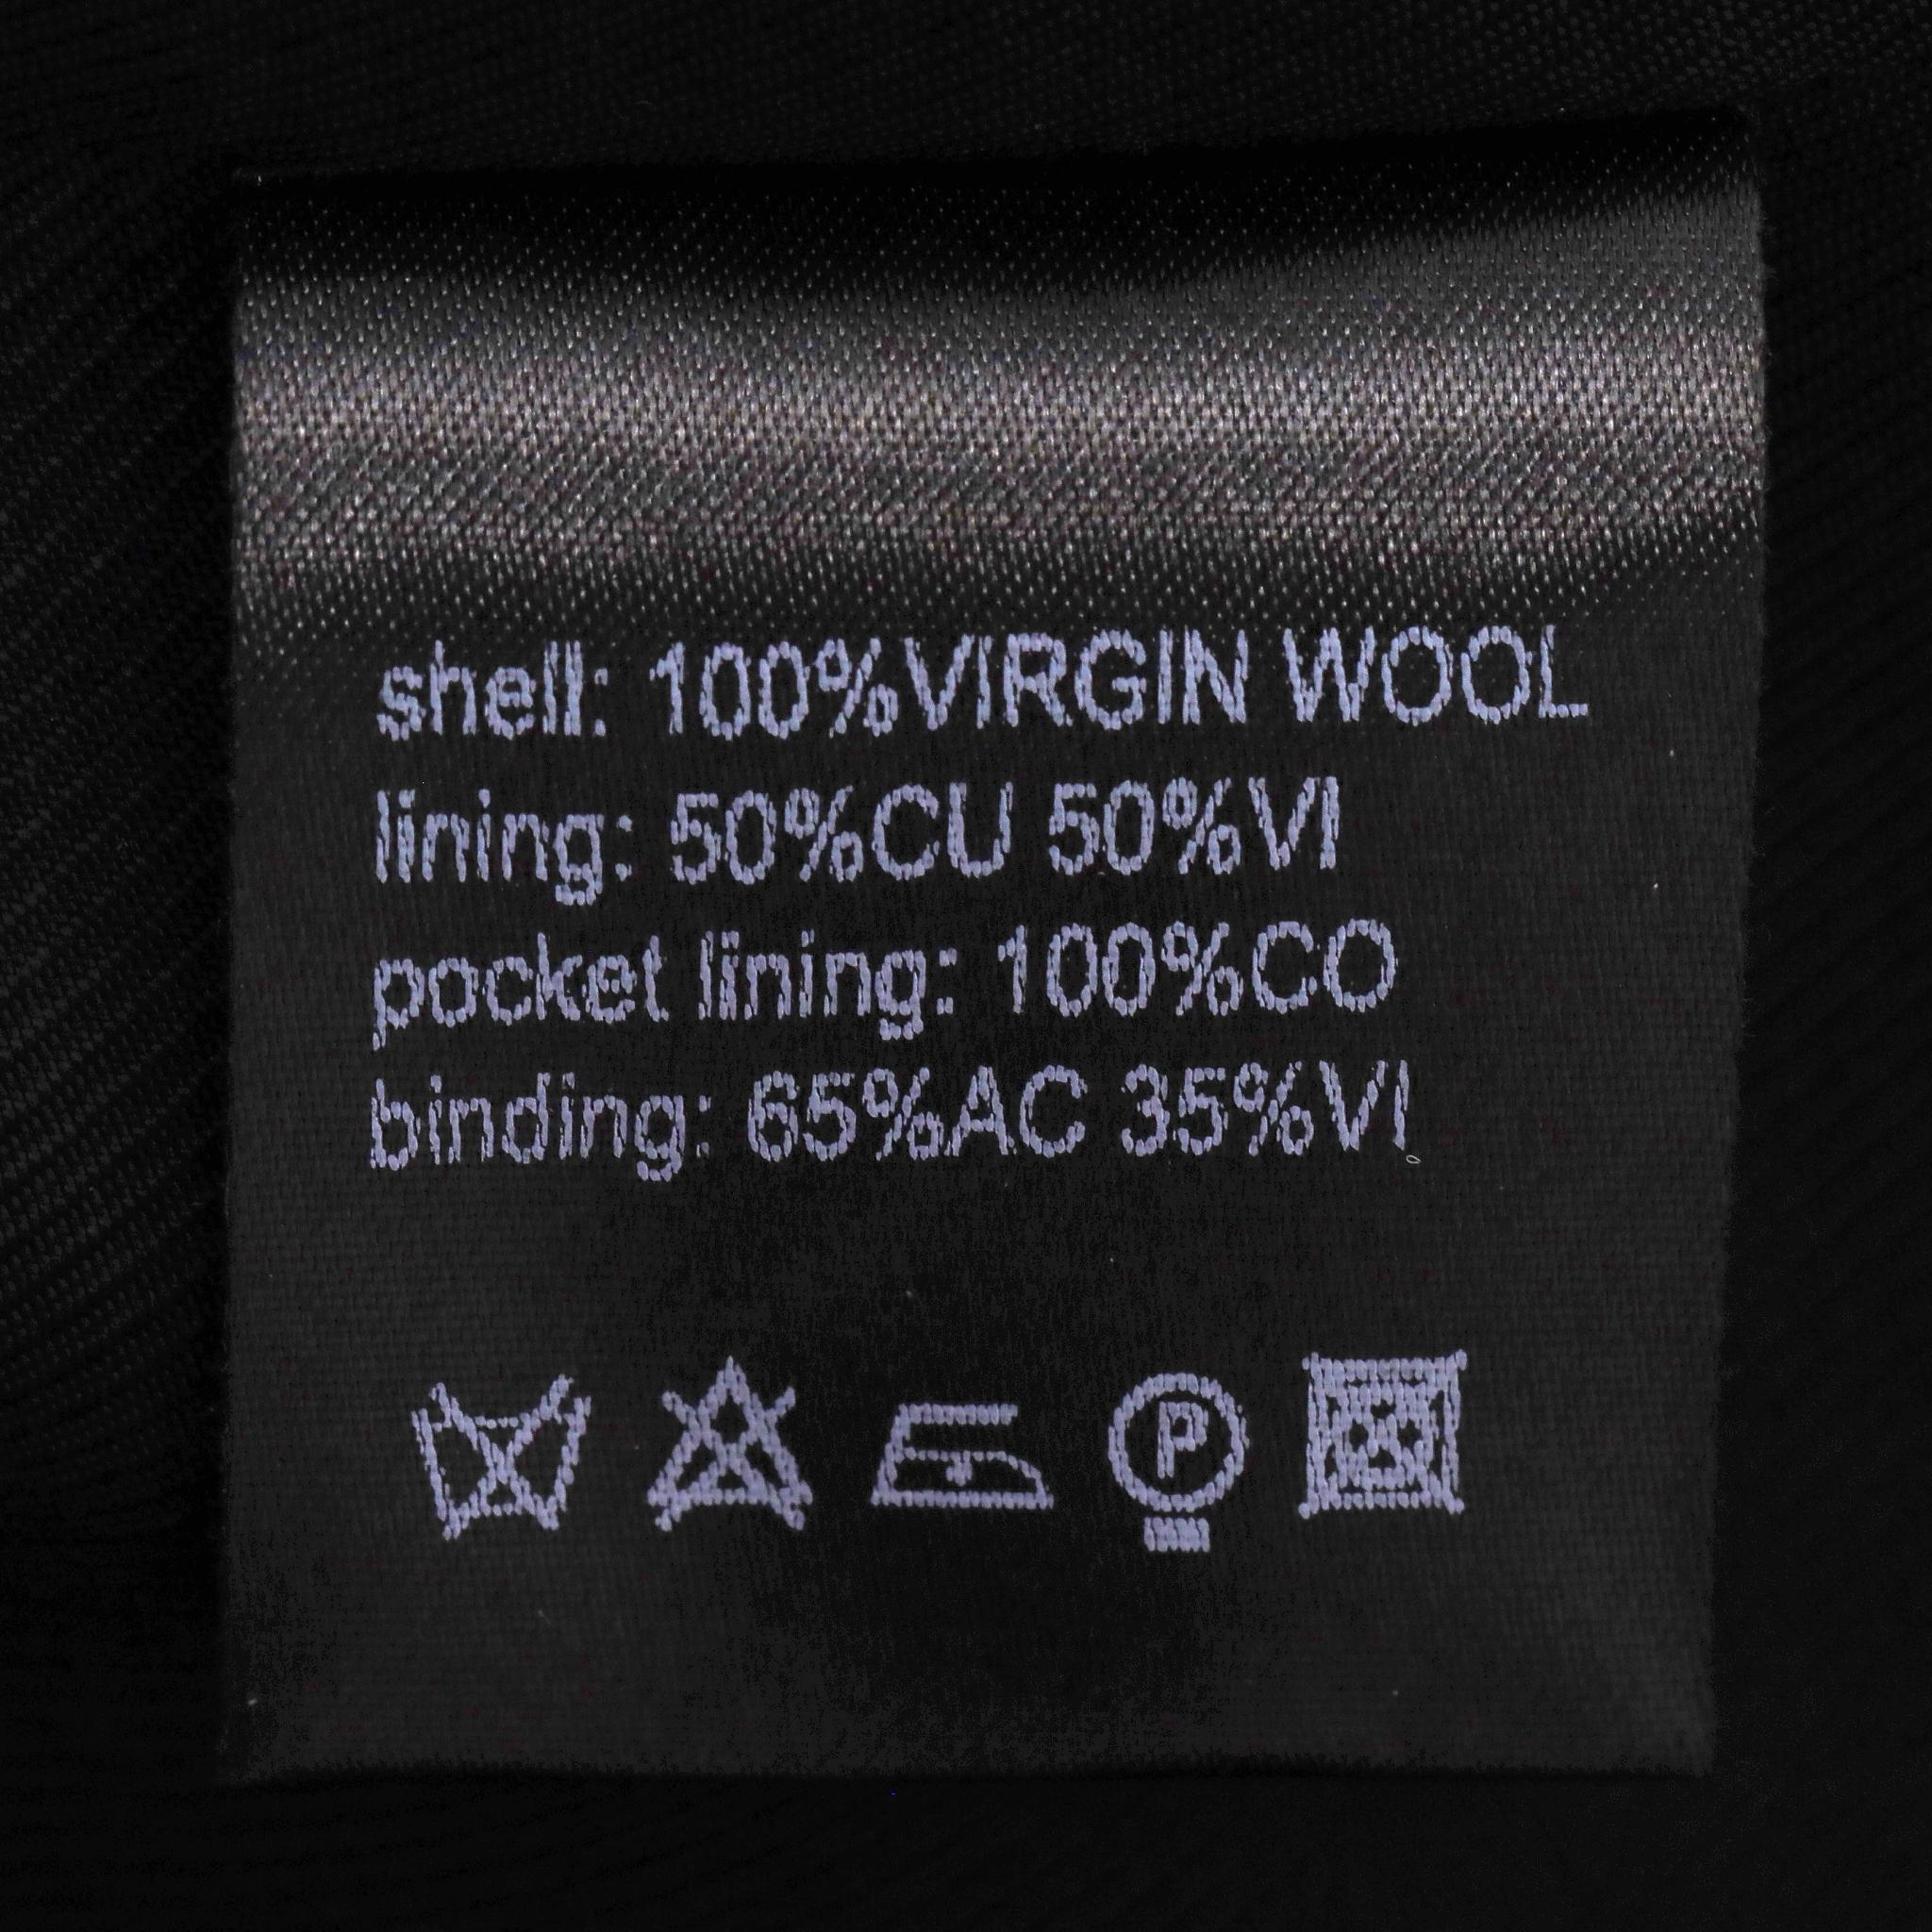 shell: 100%VIRGIN WOOL
lining: 50%CU 50%VI
pocket lining: 100%CO
binding: 65%AC 35%VI
P